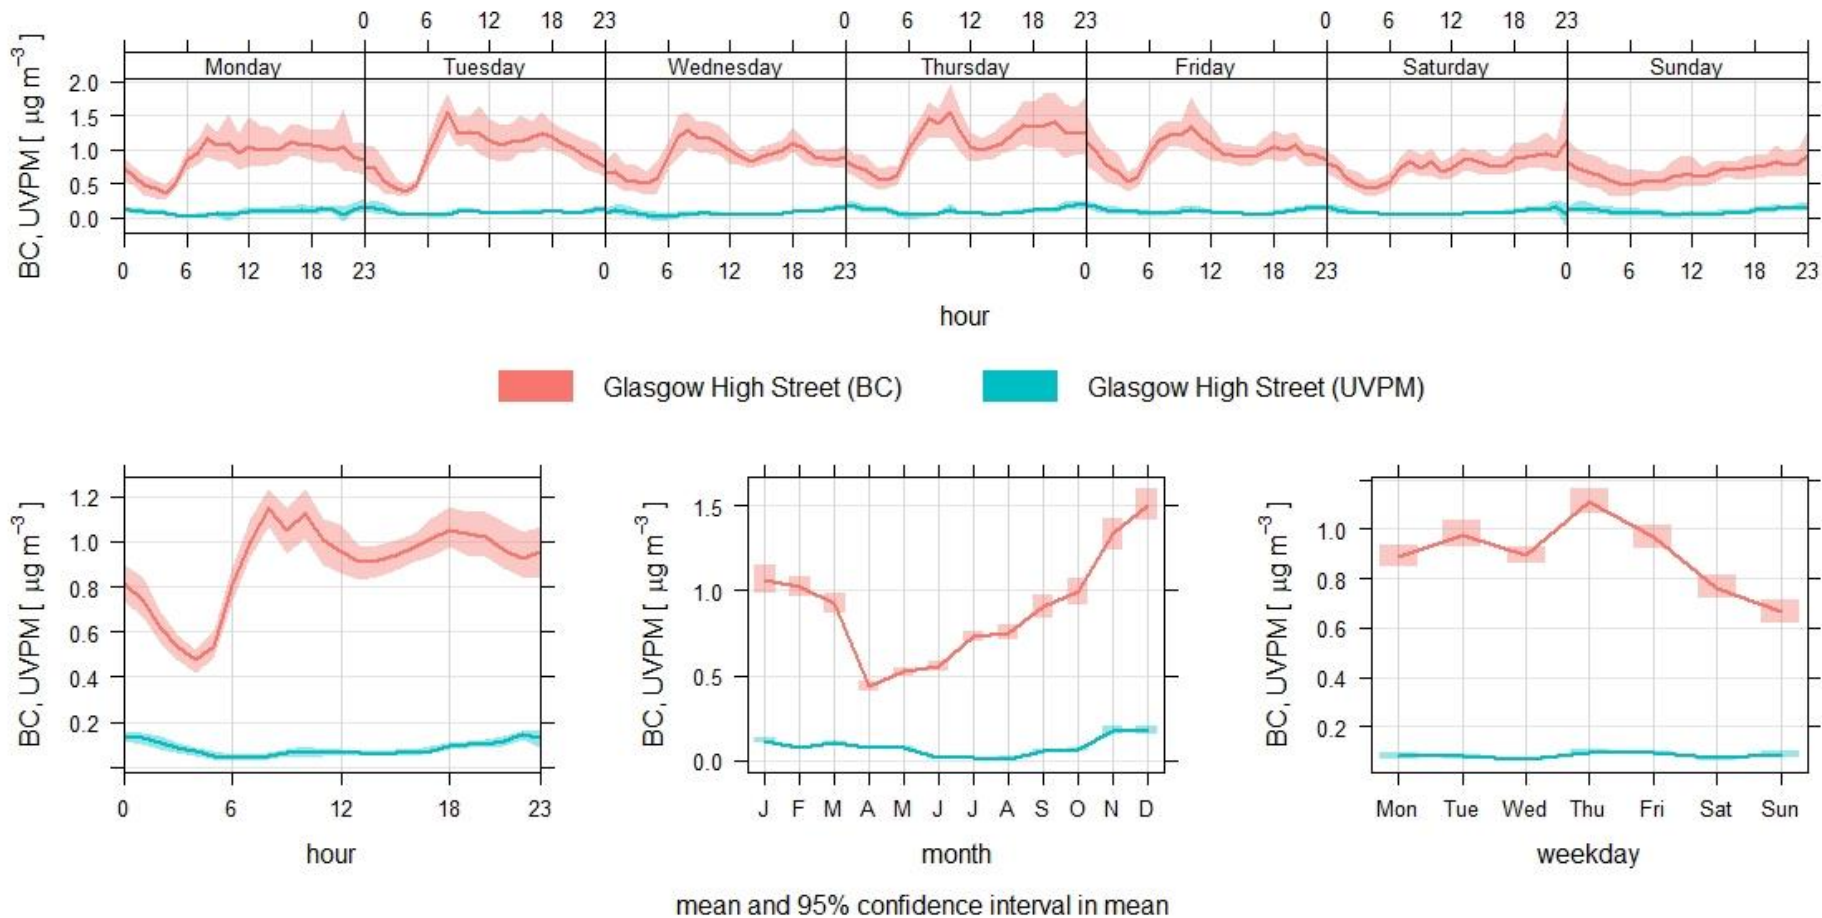 0 6 12 18 23 0 6 12 18 23 0 6 12 18 23
Monday Tuesday Wednesday Thursday Friday Saturday Sunday
BC, UVPM [ µg m⁻³ ]
2.0
1.5
1.0
0.5
0.0
0 6 12 18 23 0 6 12 18 23 0 6 12 18 23 0 6 12 18 23
hour
Glasgow High Street (BC) Glasgow High Street (UVPM)
BC, UVPM [ µg m⁻³ ]
1.2
1.0
0.8
0.6
0.4
0.2
0 6 12 18 23
hour
BC, UVPM [ µg m⁻³ ]
1.5
1.0
0.5
0.0
J F M A M J J A S O N D
month
BC, UVPM [ µg m⁻³ ]
1.0
0.8
0.6
0.4
0.2
Mon Tue Wed Thu Fri Sat Sun
weekday
mean and 95% confidence interval in mean